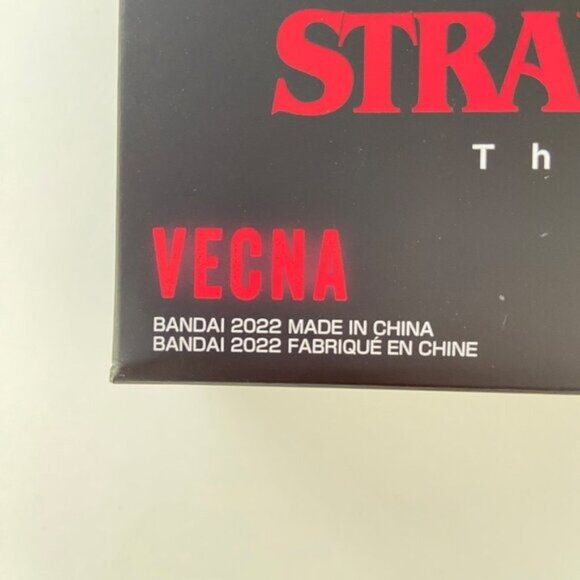 STRA
Th
VECNA
BANDAI 2022 MADE IN CHINA
BANDAI 2022 FABRIQUÉ EN CHINE